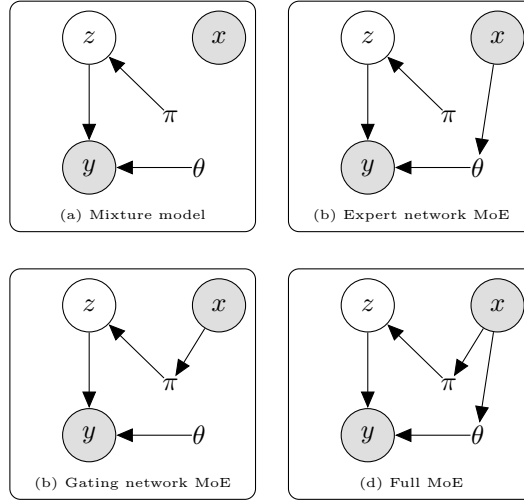 z
x
π
y
θ
(a) Mixture model
z
x
π
y
θ
(b) Expert network MoE
z
x
π
y
θ
(b) Gating network MoE
z
x
π
y
θ
(d) Full MoE